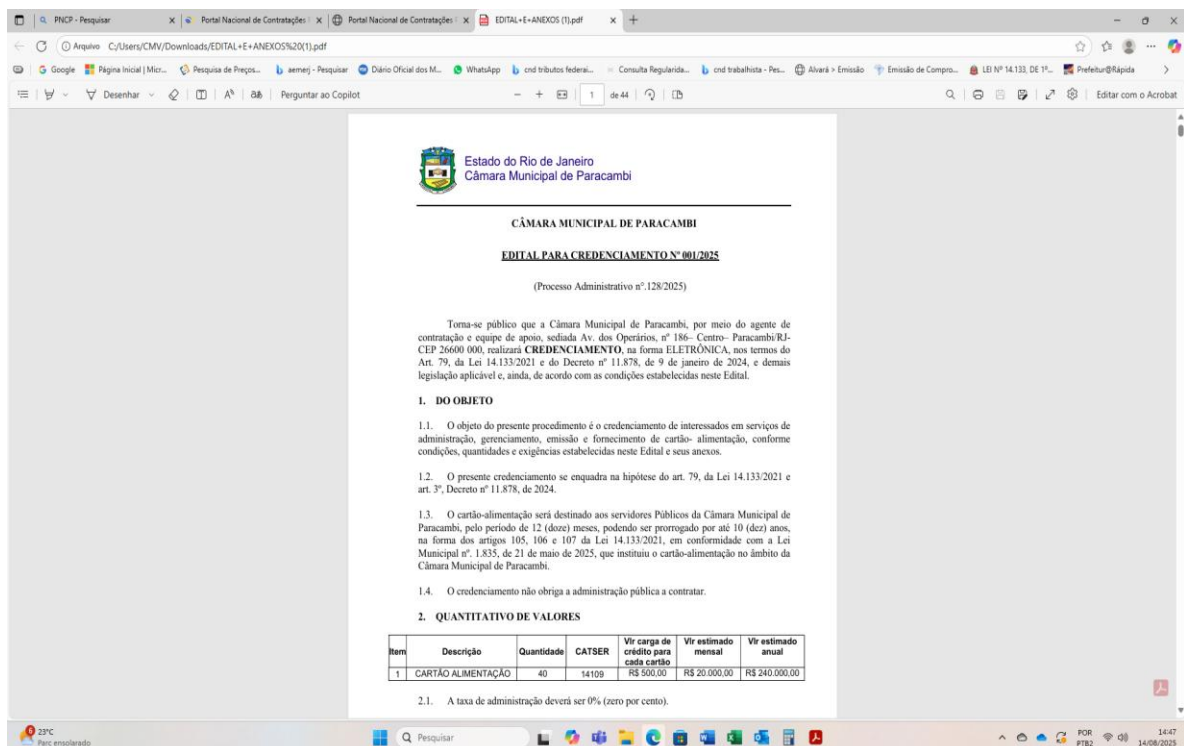 PNCP - Pesquisar
Portal Nacional de Contratações
Portal Nacional de Contratações
EDITAL+E+ANEXOS (1).pdf
Arquivo C:/Users/CMV/Downloads/EDITAL+E+ANEXOS%20(1).pdf
Google Página Inicial | Micr... Pesquisa de Preços... aemerj - Pesquisar Diário Oficial dos M... WhatsApp cnd tributos federai... Consulta Regularida... cnd trabalhista - Pes... Alvará > Emissão Emissão de Compro... LEI Nº 14.133, DE 1º... Prefeitur@Rápida
Desenhar Perguntar ao Copilot 1 de 44 Editar com o Acrobat
Estado do Rio de Janeiro
Câmara Municipal de Paracambi
CÂMARA MUNICIPAL DE PARACAMBI
EDITAL PARA CREDENCIAMENTO Nº 001/2025
(Processo Administrativo n°.128/2025)
Torna-se público que a Câmara Municipal de Paracambi, por meio do agente de
contratação e equipe de apoio, sediada Av. dos Operários, nº 186– Centro– Paracambi/RJ-
CEP 26600 000, realizará CREDENCIAMENTO, na forma ELETRÔNICA, nos termos do
Art. 79, da Lei 14.133/2021 e do Decreto nº 11.878, de 9 de janeiro de 2024, e demais
legislação aplicável e, ainda, de acordo com as condições estabelecidas neste Edital.
1. DO OBJETO
1.1. O objeto do presente procedimento é o credenciamento de interessados em serviços de
administração, gerenciamento, emissão e fornecimento de cartão- alimentação, conforme
condições, quantidades e exigências estabelecidas neste Edital e seus anexos.
1.2. O presente credenciamento se enquadra na hipótese do art. 79, da Lei 14.133/2021 e
art. 3º, Decreto nº 11.878, de 2024.
1.3. O cartão-alimentação será destinado aos servidores Públicos da Câmara Municipal de
Paracambi, pelo período de 12 (doze) meses, podendo ser prorrogado por até 10 (dez) anos,
na forma dos artigos 105, 106 e 107 da Lei 14.133/2021, em conformidade com a Lei
Municipal nº. 1.835, de 21 de maio de 2025, que instituiu o cartão-alimentação no âmbito da
Câmara Municipal de Paracambi.
1.4. O credenciamento não obriga a administração pública a contratar.
2. QUANTITATIVO DE VALORES
Item Descrição Quantidade CATSER Vlr carga de crédito para cada cartão Vlr estimado mensal Vlr estimado anual
1 CARTÃO ALIMENTAÇÃO 40 14109 R$ 500,00 R$ 20.000,00 R$ 240.000,00
2.1. A taxa de administração deverá ser 0% (zero por cento).
23°C
Parc ensolarado
Pesquisar
POR
PTB2
14:47
14/08/2025